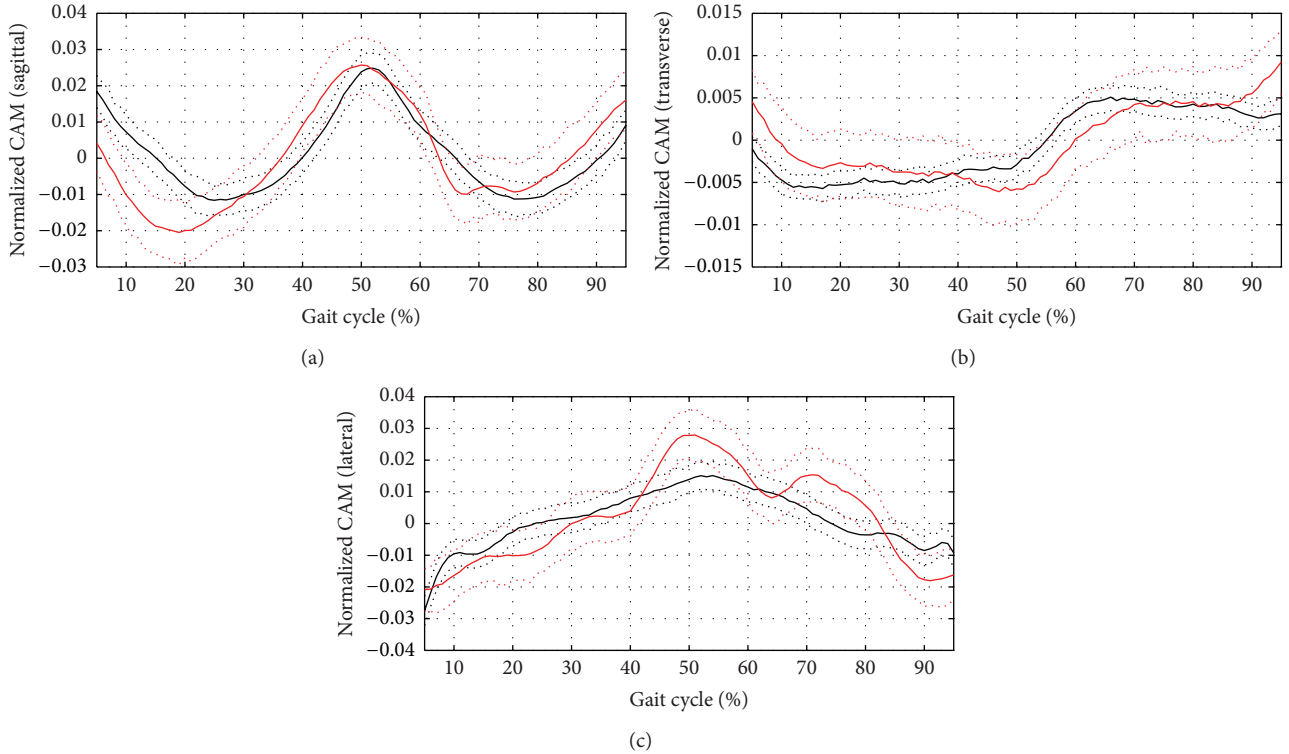 0.04
0.03
0.02
0.01
0
−0.01
−0.02
−0.03
Normalized CAM (sagittal)
10 20 30 40 50 60 70 80 90
Gait cycle (%)
(a)
0.015
0.01
0.005
0
−0.005
−0.01
−0.015
Normalized CAM (transverse)
10 20 30 40 50 60 70 80 90
Gait cycle (%)
(b)
0.04
0.03
0.02
0.01
0
−0.01
−0.02
−0.03
−0.04
Normalized CAM (lateral)
10 20 30 40 50 60 70 80 90
Gait cycle (%)
(c)